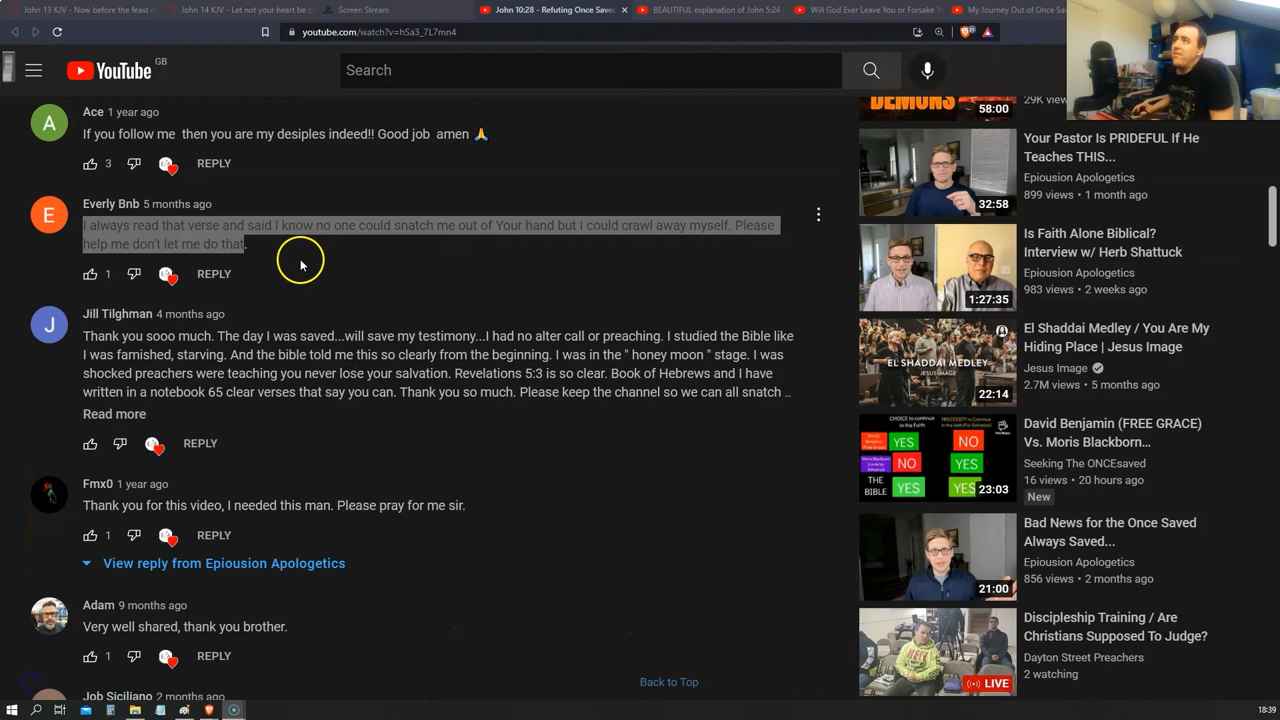 John 13 KJV - Now before the feast o
John 14 KJV - Let not your heart be t
Screen Stream
John 10:28 - Refuting Once Save
BEAUTIFUL explanation of John 5:24
Will God Ever Leave You or Forsake
My Journey Out of Once Sa
youtube.com/watch?v=hSa3_7L7mn4
YouTube GB
Search
Ace 1 year ago
If you follow me then you are my desiples indeed!! Good job amen 🙏
3 REPLY
Everly Bnb 5 months ago
I always read that verse and said I know no one could snatch me out of Your hand but I could crawl away myself. Please
help me don't let me do that.
1 REPLY
Jill Tilghman 4 months ago
Thank you sooo much. The day I was saved...will save my testimony...I had no alter call or preaching. I studied the Bible like
I was famished, starving. And the bible told me this so clearly from the beginning. I was in the " honey moon " stage. I was
shocked preachers were teaching you never lose your salvation. Revelations 5:3 is so clear. Book of Hebrews and I have
written in a notebook 65 clear verses that say you can. Thank you so much. Please keep the channel so we can all snatch ...
Read more
REPLY
Fmx0 1 year ago
Thank you for this video, I needed this man. Please pray for me sir.
1 REPLY
View reply from Epiousion Apologetics
Adam 9 months ago
Very well shared, thank you brother.
1 REPLY
Job Siciliano 2 months ago
Back to Top
DEMONS
58:00
29K views
Your Pastor Is PRIDEFUL If He
Teaches THIS...
Epiousion Apologetics
899 views • 1 month ago
32:58
Is Faith Alone Biblical?
Interview w/ Herb Shattuck
Epiousion Apologetics
983 views • 2 weeks ago
1:27:35
El Shaddai Medley / You Are My
Hiding Place | Jesus Image
Jesus Image
2.7M views • 5 months ago
EL SHADDAI MEDLEY
22:14
David Benjamin (FREE GRACE)
Vs. Moris Blackborn...
Seeking The ONCEsaved
16 views • 20 hours ago
New
CHOICE to continue
in the Faith
YES NO
NO YES
THE
BIBLE
YES YES
23:03
Bad News for the Once Saved
Always Saved...
Epiousion Apologetics
856 views • 2 months ago
21:00
Discipleship Training / Are
Christians Supposed To Judge?
Dayton Street Preachers
2 watching
LIVE
18:39